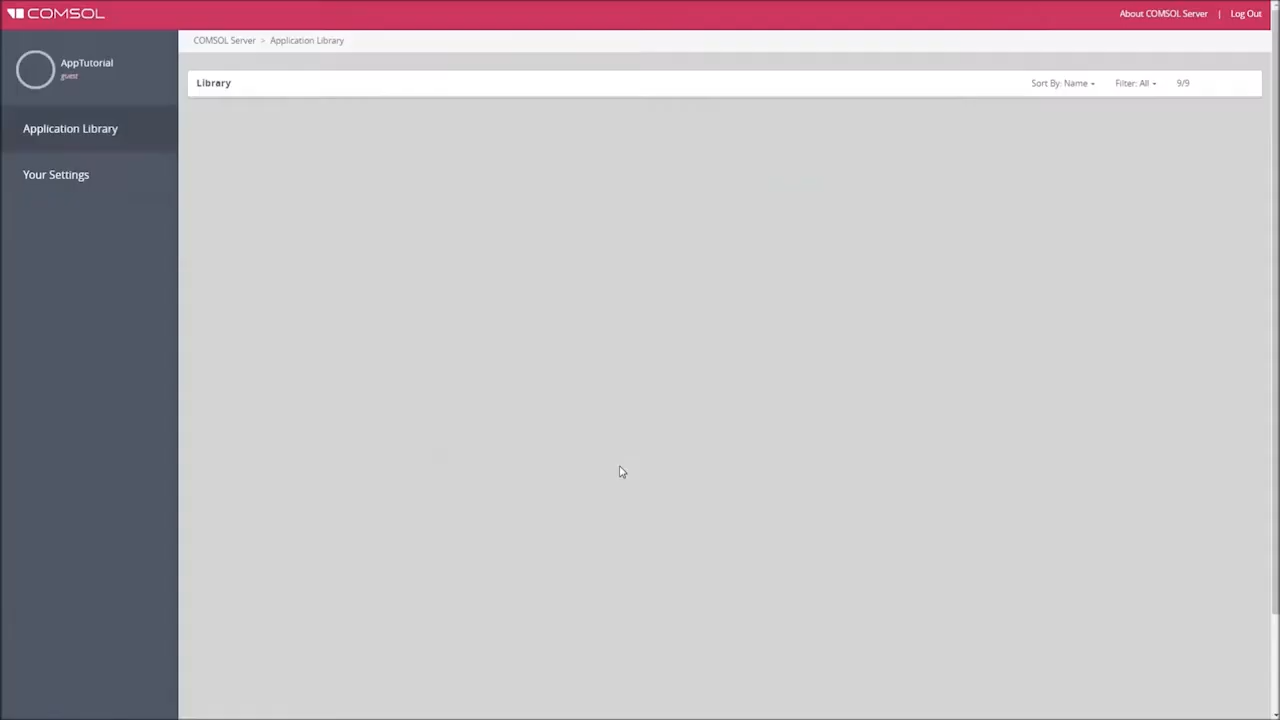 COMSOL
About COMSOL Server | Log Out
COMSOL Server > Application Library
AppTutorial
guest
Library
Sort By: Name
Filter: All
9/9
Application Library
Your Settings